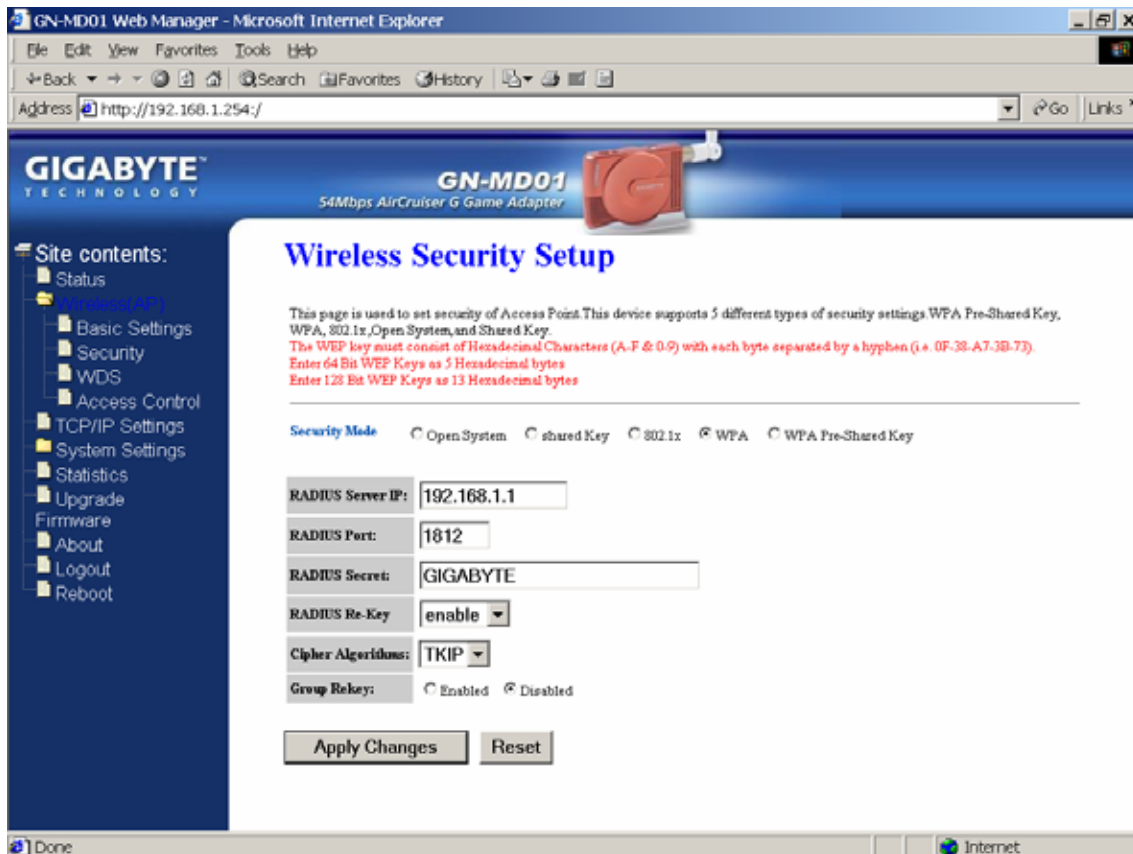 GN-MD01 Web Manager - Microsoft Internet Explorer
File Edit View Favorites Tools Help
Back Search Favorites History
Address http://192.168.1.254:/ Go Links
GIGABYTE™
TECHNOLOGY
GN-MD01
54Mbps AirCruiser G Game Adapter
Site contents:
Status
Wireless(AP)
Basic Settings
Security
WDS
Access Control
TCP/IP Settings
System Settings
Statistics
Upgrade
Firmware
About
Logout
Reboot
Wireless Security Setup
This page is used to set security of Access Point.This device supports 5 different types of security settings.WPA Pre-Shared Key,
WPA, 802.1x,Open System,and Shared Key.
The WEP key must consist of Hexadecimal Characters (A-F & 0-9) with each byte separated by a hyphen (i.e. 0F-38-A7-3B-73).
Enter 64 Bit WEP Keys as 5 Hexadecimal bytes
Enter 128 Bit WEP Keys as 13 Hexadecimal bytes
Security Mode Open System shared Key 802.1x WPA WPA Pre-Shared Key
RADIUS Server IP: 192.168.1.1
RADIUS Port: 1812
RADIUS Secret: GIGABYTE
RADIUS Re-Key enable
Cipher Algorithms: TKIP
Group Rekey: Enabled Disabled
Apply Changes Reset
Done Internet